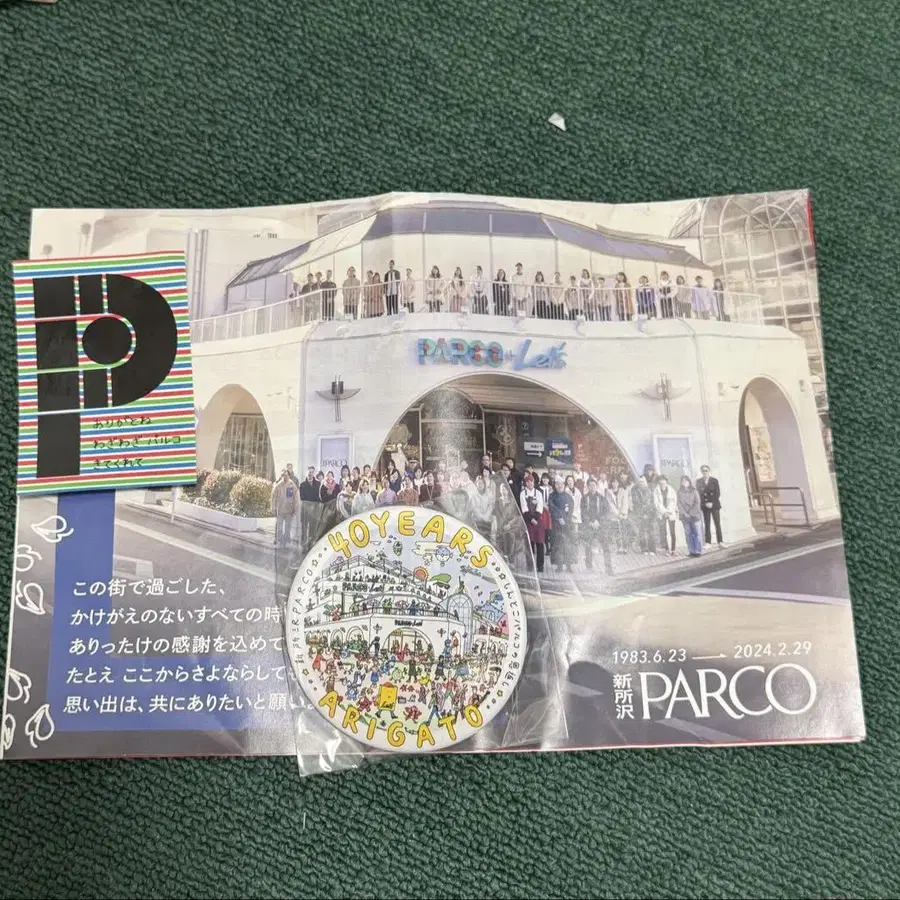 PARCO Let's
PARCO
PARCO
ありがとね
わざわざパルコ
きてくれて
この街で過ごした、
かけがえのないすべての時
ありったけの感謝を込めて
たとえ ここからさよならして
思い出は、共にありたいと願
40YEARS
PARCO Let's
ARIGATO
1983.6.23 → 2024.2.29
新所沢 PARCO